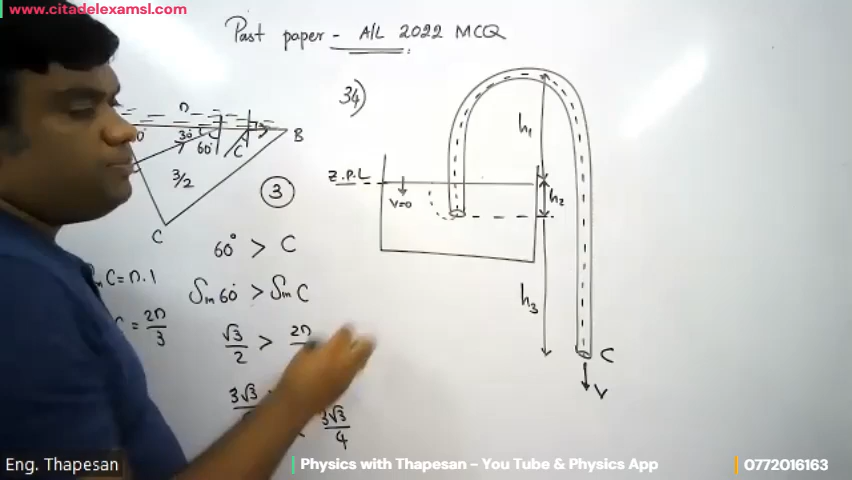 www.citadelexamsl.com
Past paper - A/L 2022 MCQ
34)
n
B
30°
60°
C
3/2
C
3
60° > C
Sin 60 > Sin C
√3/2 > 2n
3√3
3√3/4
n.1
2n/3
Z.P.L
V=0
h1
h2
h3
C
V
Eng. Thapesan
Physics with Thapesan - You Tube & Physics App
0772016163